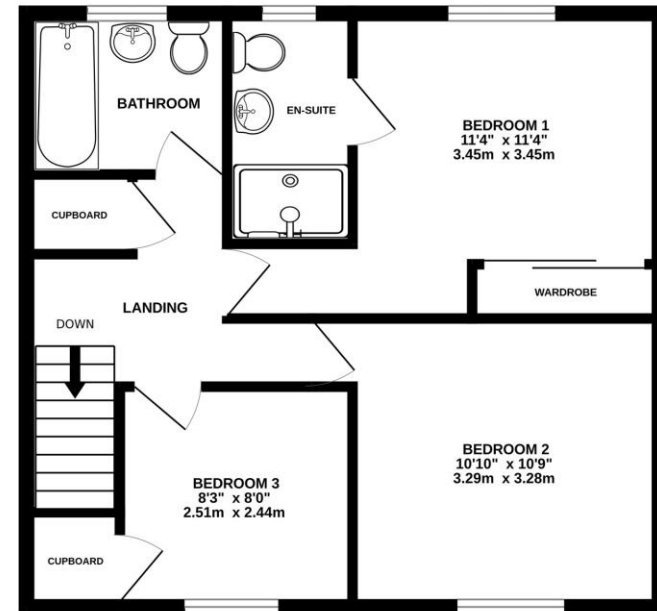 BATHROOM
EN-SUITE
BEDROOM 1
11'4" x 11'4"
3.45m x 3.45m
CUPBOARD
WARDROBE
LANDING
DOWN
BEDROOM 2
10'10" x 10'9"
3.29m x 3.28m
BEDROOM 3
8'3" x 8'0"
2.51m x 2.44m
CUPBOARD